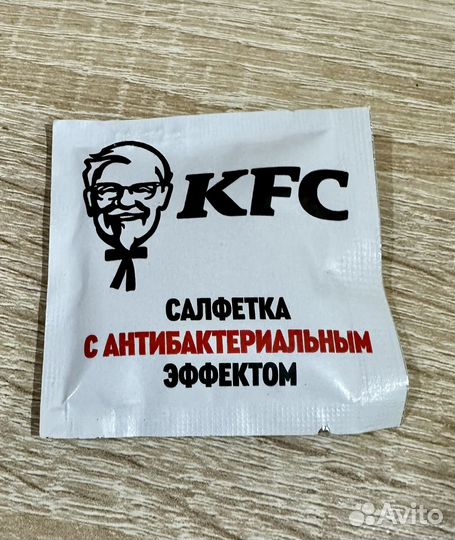 KFC
САЛФЕТКА
С АНТИБАКТЕРИАЛЬНЫМ
ЭФФЕКТОМ
Avito